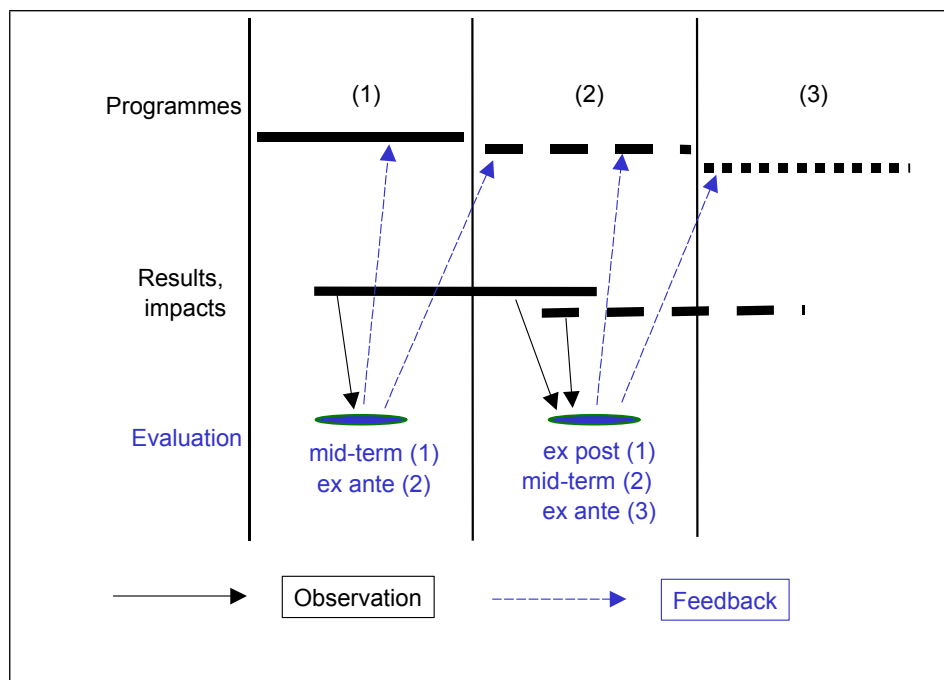 Programmes
(1)
(2)
(3)
Results,
impacts
Evaluation
mid-term (1)
ex ante (2)
ex post (1)
mid-term (2)
ex ante (3)
Observation
Feedback